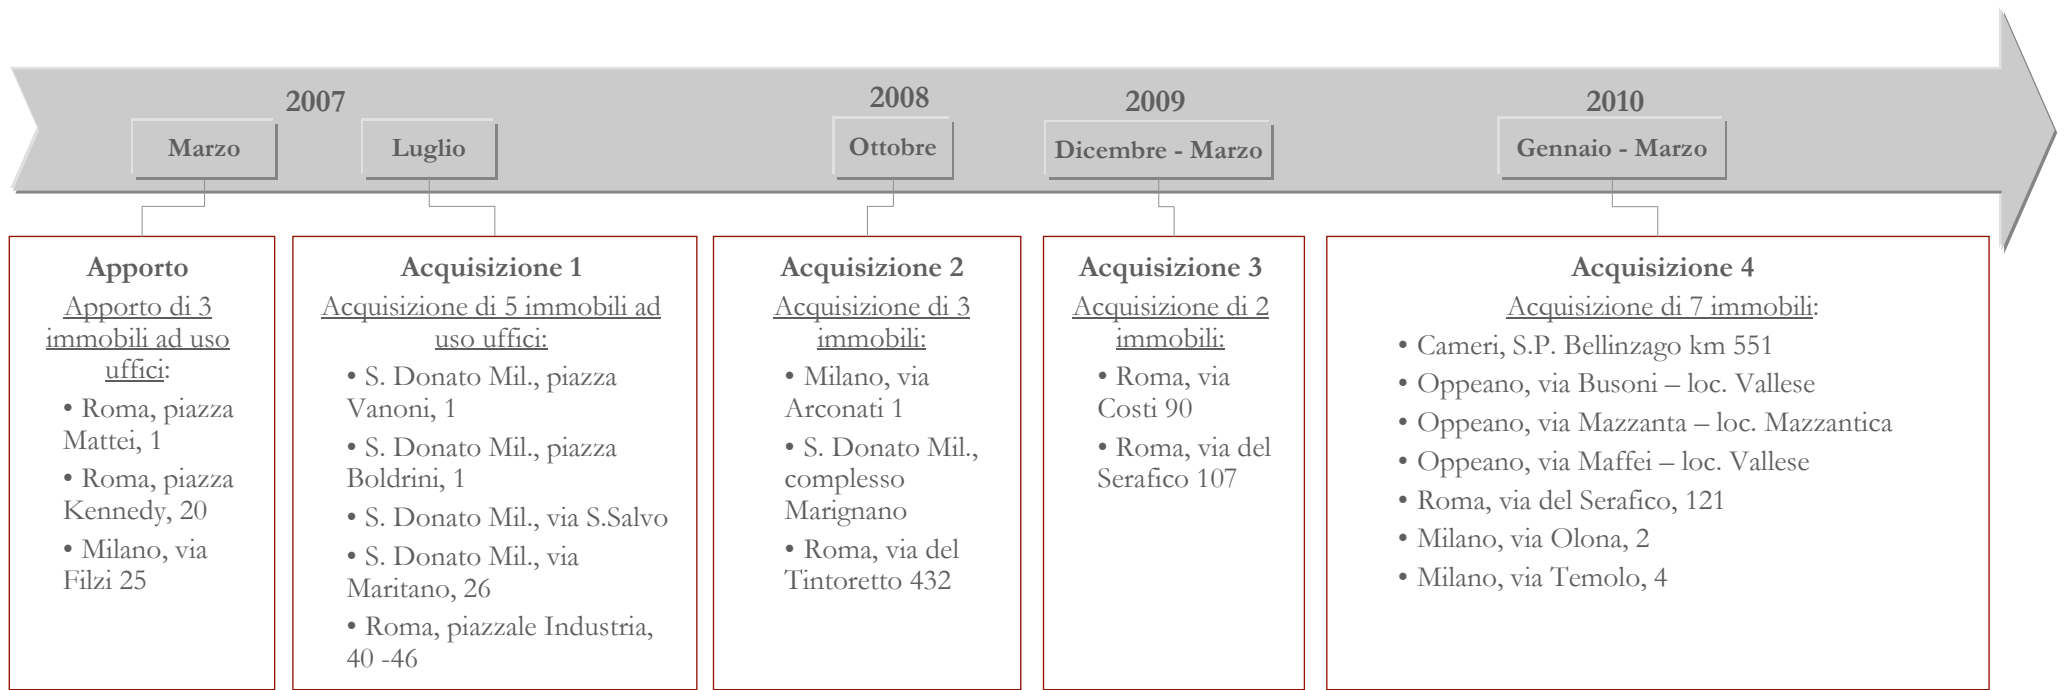 2007
2008
2009
2010
Marzo
Luglio
Ottobre
Dicembre - Marzo
Gennaio - Marzo
Apporto
Apporto di 3
immobili ad uso
uffici:
• Roma, piazza
Mattei, 1
• Roma, piazza
Kennedy, 20
• Milano, via
Filzi 25
Acquisizione 1
Acquisizione di 5 immobili ad
uso uffici:
• S. Donato Mil., piazza
Vanoni, 1
• S. Donato Mil., piazza
Boldrini, 1
• S. Donato Mil., via S.Salvo
• S. Donato Mil., via
Maritano, 26
• Roma, piazzale Industria,
40 -46
Acquisizione 2
Acquisizione di 3
immobili:
• Milano, via
Arconati 1
• S. Donato Mil.,
complesso
Marignano
• Roma, via del
Tintoretto 432
Acquisizione 3
Acquisizione di 2
immobili:
• Roma, via
Costi 90
• Roma, via del
Serafico 107
Acquisizione 4
Acquisizione di 7 immobili:
• Cameri, S.P. Bellinzago km 551
• Oppeano, via Busoni – loc. Vallese
• Oppeano, via Mazzanta – loc. Mazzantica
• Oppeano, via Maffei – loc. Vallese
• Roma, via del Serafico, 121
• Milano, via Olona, 2
• Milano, via Temolo, 4